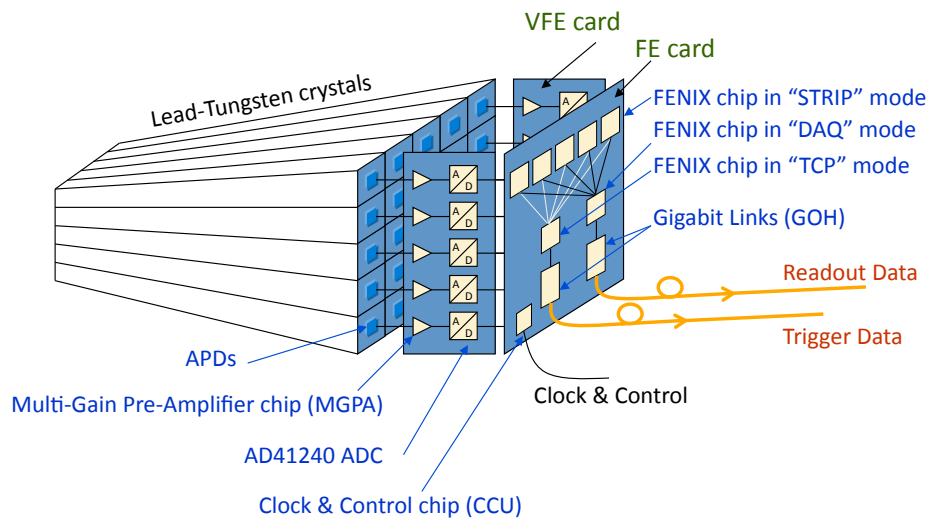 VFE card
FE card
Lead-Tungsten crystals
FENIX chip in “STRIP” mode
FENIX chip in “DAQ” mode
FENIX chip in “TCP” mode
Gigabit Links (GOH)
Readout Data
Trigger Data
A
A
D
A
D
A
D
A
D
A
D
APDs
Clock & Control
Multi-Gain Pre-Amplifier chip (MGPA)
AD41240 ADC
Clock & Control chip (CCU)